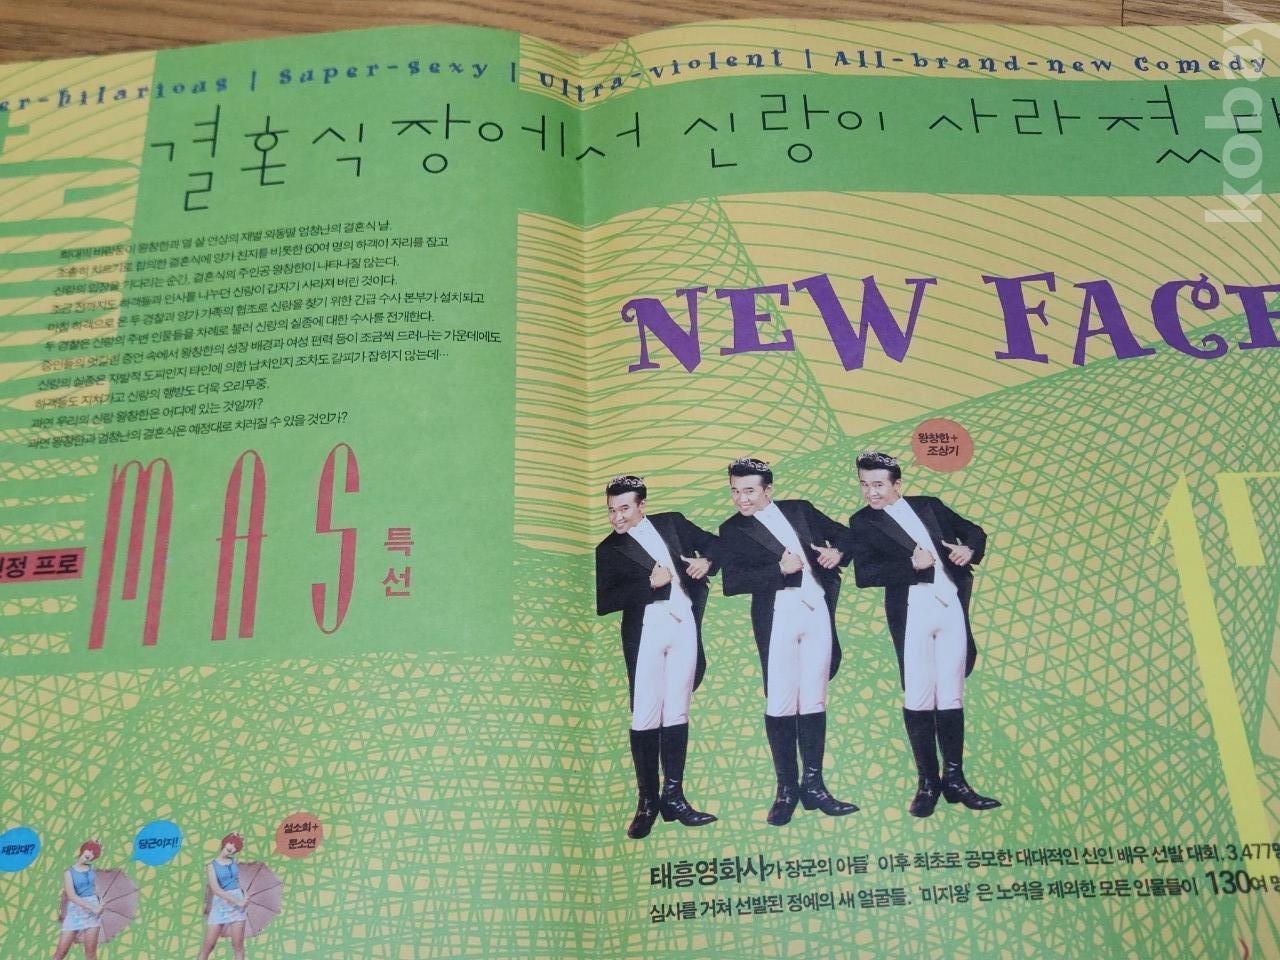 er-hilarious | Super-sexy | Ultra-violent | All-brand-new Comedy
결혼식장에서 신랑이 사라졌
희대의 바람둥이 왕창한과 열 살 연상의 재벌 외동딸 엄청난의 결혼식 날.
조촐히 치르기로 합의한 결혼식에 양가 친지를 비롯한 60여 명의 하객이 자리를 잡고
신랑의 입장을 기다리는 순간, 결혼식의 주인공 왕창한이 나타나질 않는다.
조금 전까지도 하객들과 인사를 나누던 신랑이 갑자기 사라져 버린 것이다.
마침 하객으로 온 두 경찰과 양가 가족의 협조로 신랑을 찾기 위한 긴급 수사 본부가 설치되고
두 경찰은 신랑의 주변 인물들을 차례로 불러 신랑의 실종에 대한 수사를 전개한다.
증인들의 엇갈린 증언 속에서 왕창한의 성장 배경과 여성 편력 등이 조금씩 드러나는 가운데에도
신랑의 실종은 자발적 도피인지 타인에 의한 납치인지 조차도 갈피가 잡히지 않는데…
하객들도 지쳐가고 신랑의 행방도 더욱 오리무중.
과연 우리의 신랑 왕창한은 어디에 있는 것일까?
과연 왕창한과 엄청난의 결혼식은 예정대로 치러질 수 있을 것인가?
NEW FACE
왕창한+
조상기
정 프로
MAS
특선
재밌대?
당근이지!
설소희+
문소연
태흥영화사가 '장군의 아들' 이후 최초로 공모한 대대적인 신인 배우 선발 대회. 3,477명
심사를 거쳐 선발된 정예의 새 얼굴들. '미지왕'은 노역을 제외한 모든 인물들이 130여 명
kobay